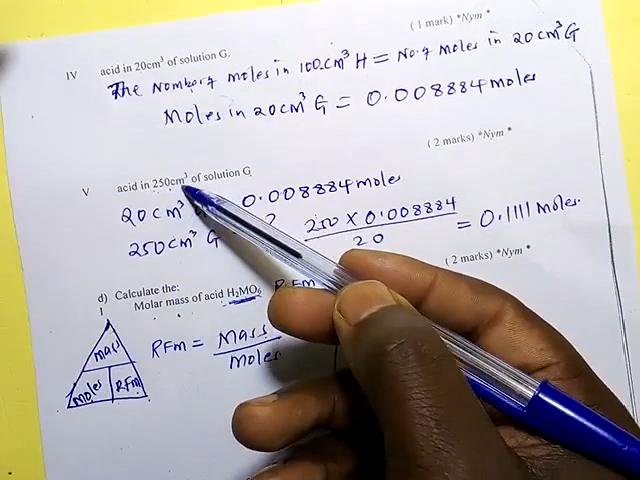 ( 1 mark) *Nym *
IV acid in 20cm³ of solution G.
The Number of moles in 100cm³ H = No. of moles in 20cm³ G
Moles in 20cm³ G = 0.008884 moles
( 2 marks) *Nym *
V acid in 250cm³ of solution G
20cm³ 0.008884 moles
250cm³ G ? 250 X 0.008884
20
= 0.1111 moles.
( 2 marks) *Nym *
d) Calculate the:
I Molar mass of acid H₂MO₆ RFm
RFm = Mass
moles
mass
moles RFm